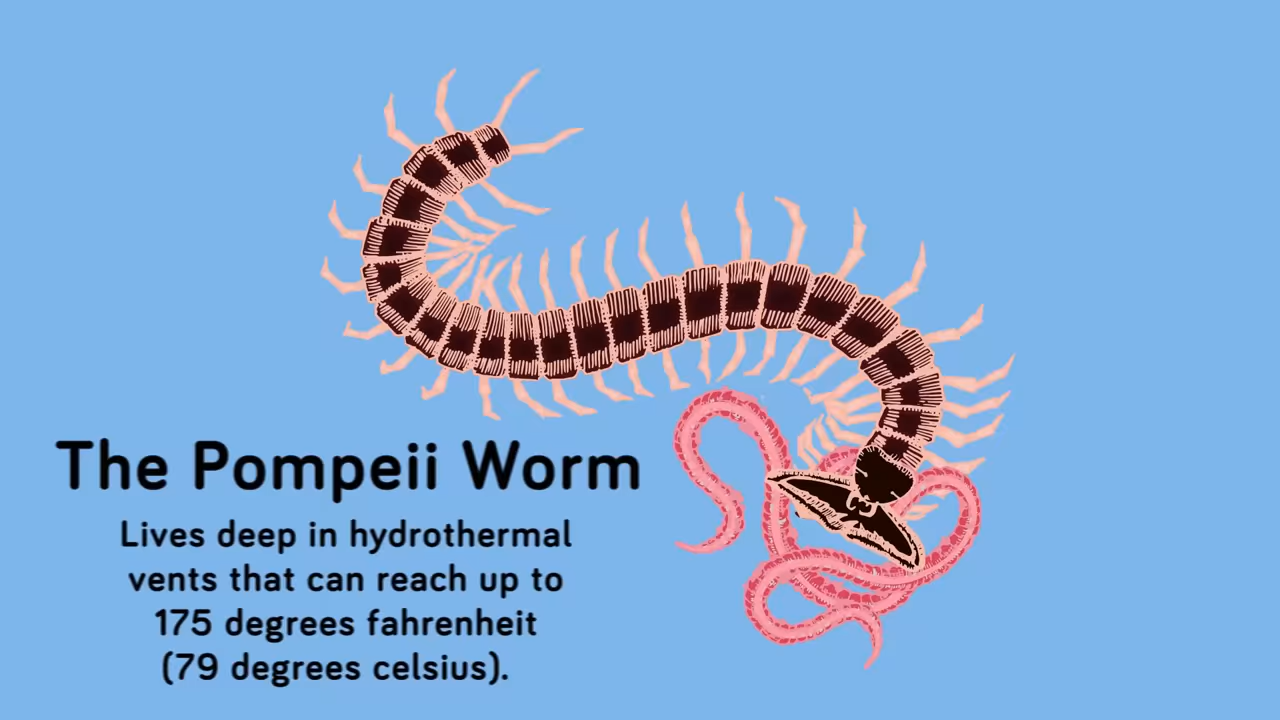 The Pompeii Worm
Lives deep in hydrothermal
vents that can reach up to
175 degrees fahrenheit
(79 degrees celsius).